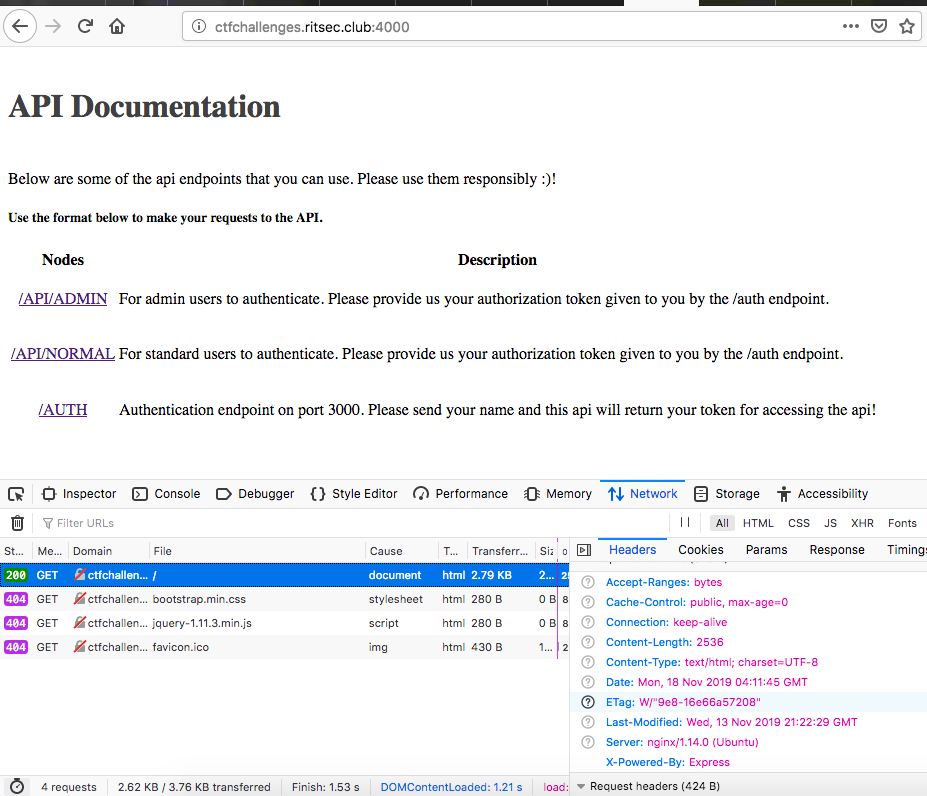 ctfchallenges.ritsec.club:4000
API Documentation
Below are some of the api endpoints that you can use. Please use them responsibly :)!
Use the format below to make your requests to the API.
Nodes Description
/API/ADMIN For admin users to authenticate. Please provide us your authorization token given to you by the /auth endpoint.
/API/NORMAL For standard users to authenticate. Please provide us your authorization token given to you by the /auth endpoint.
/AUTH Authentication endpoint on port 3000. Please send your name and this api will return your token for accessing the api!
Inspector Console Debugger Style Editor Performance Memory Network Storage Accessibility
Filter URLs All HTML CSS JS XHR Fonts
St... Me... Domain File Cause T... Transferr... Siz 0 Headers Cookies Params Response Timings
200 GET ctfchallen... / document html 2.79 KB 2...
404 GET ctfchallen... bootstrap.min.css stylesheet html 280 B 0 B 8
404 GET ctfchallen... jquery-1.11.3.min.js script html 280 B 0 B 8
404 GET ctfchallen... favicon.ico img html 430 B 1... 2
Accept-Ranges: bytes
Cache-Control: public, max-age=0
Connection: keep-alive
Content-Length: 2536
Content-Type: text/html; charset=UTF-8
Date: Mon, 18 Nov 2019 04:11:45 GMT
ETag: W/"9e8-16e66a57208"
Last-Modified: Wed, 13 Nov 2019 21:22:29 GMT
Server: nginx/1.14.0 (Ubuntu)
X-Powered-By: Express
4 requests 2.62 KB / 3.76 KB transferred Finish: 1.53 s DOMContentLoaded: 1.21 s load: Request headers (424 B)